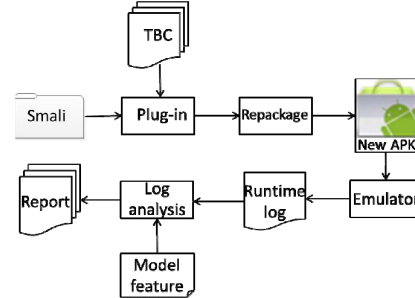 TBC
Smali
Plug-in
Repackage
New APK
Report
Log
analysis
Runtime
log
Emulator
Model
feature